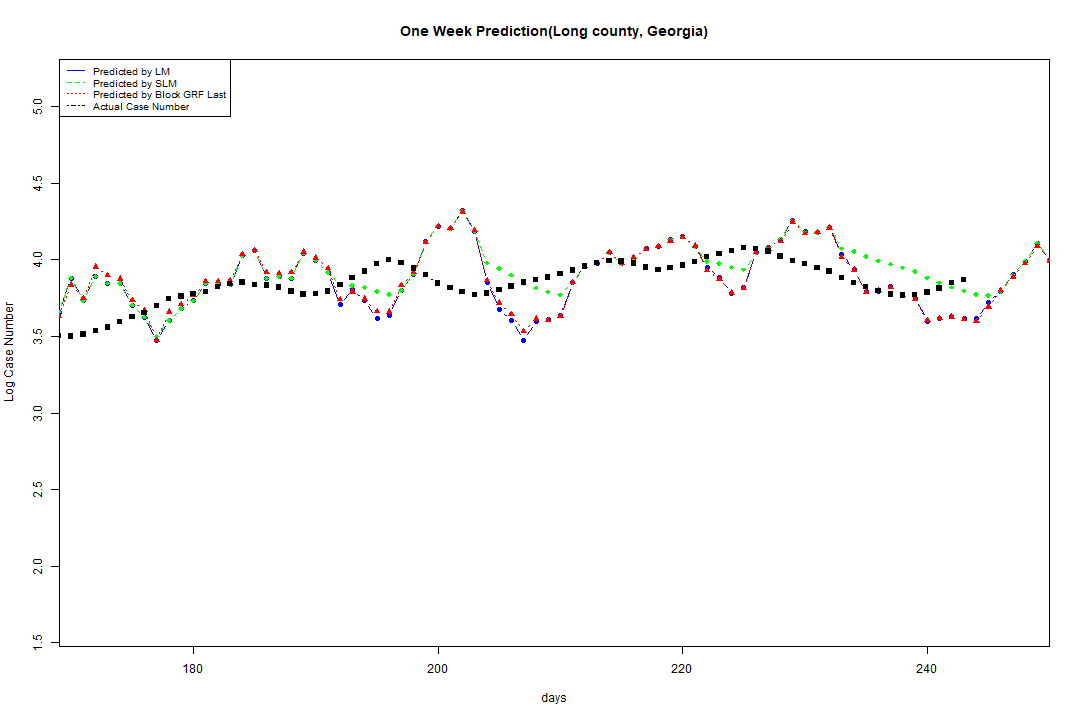 One Week Prediction(Long county, Georgia)
Predicted by LM
Predicted by SLM
Predicted by Block GRF Last
Actual Case Number
5.0
4.5
4.0
3.5
3.0
2.5
2.0
1.5
Log Case Number
180 200 220 240
days